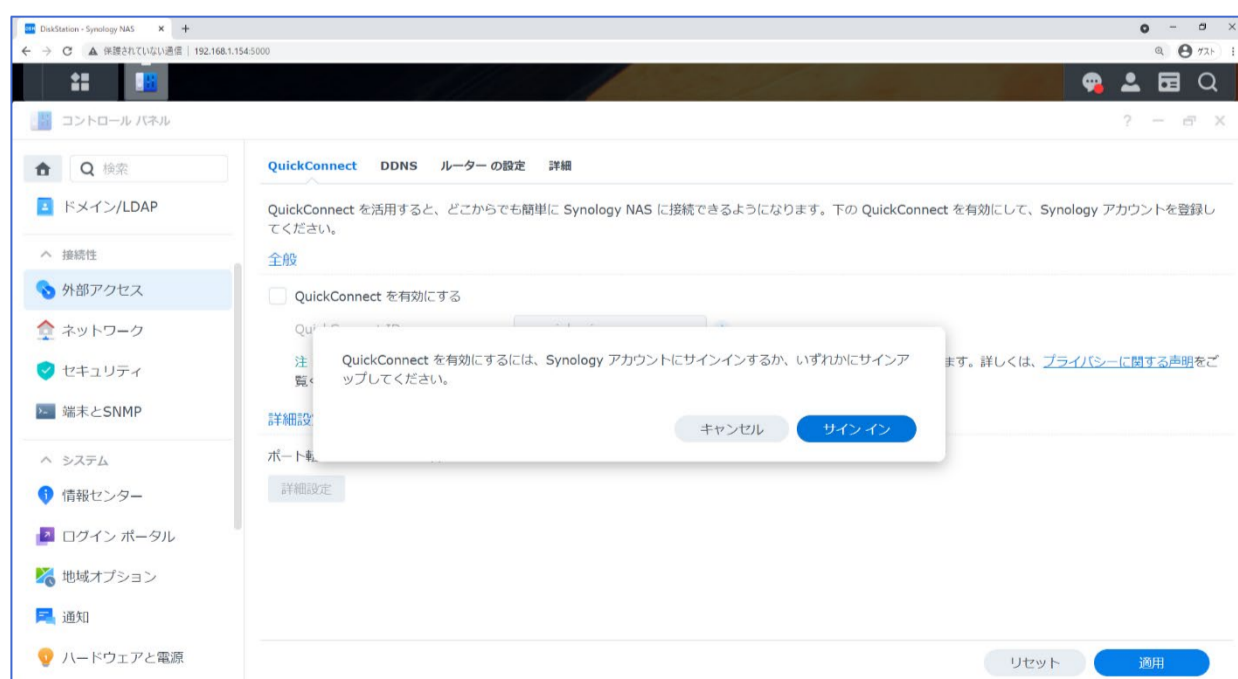 DiskStation - Synology NAS
保護されていない通信 | 192.168.1.154:5000
ゲスト
コントロール パネル
検索
ドメイン/LDAP
接続性
外部アクセス
ネットワーク
セキュリティ
端末とSNMP
システム
情報センター
ログイン ポータル
地域オプション
通知
ハードウェアと電源
QuickConnect DDNS ルーター の設定 詳細
QuickConnect を活用すると、どこからでも簡単に Synology NAS に接続できるようになります。下の QuickConnect を有効にして、Synology アカウントを登録し
てください。
全般
QuickConnect を有効にする
注
ます。詳しくは、プライバシーに関する声明をご
覧
QuickConnect を有効にするには、Synology アカウントにサインインするか、いずれかにサインア
ップしてください。
キャンセル サイン イン
詳細設
ポート転
詳細設定
リセット 適用